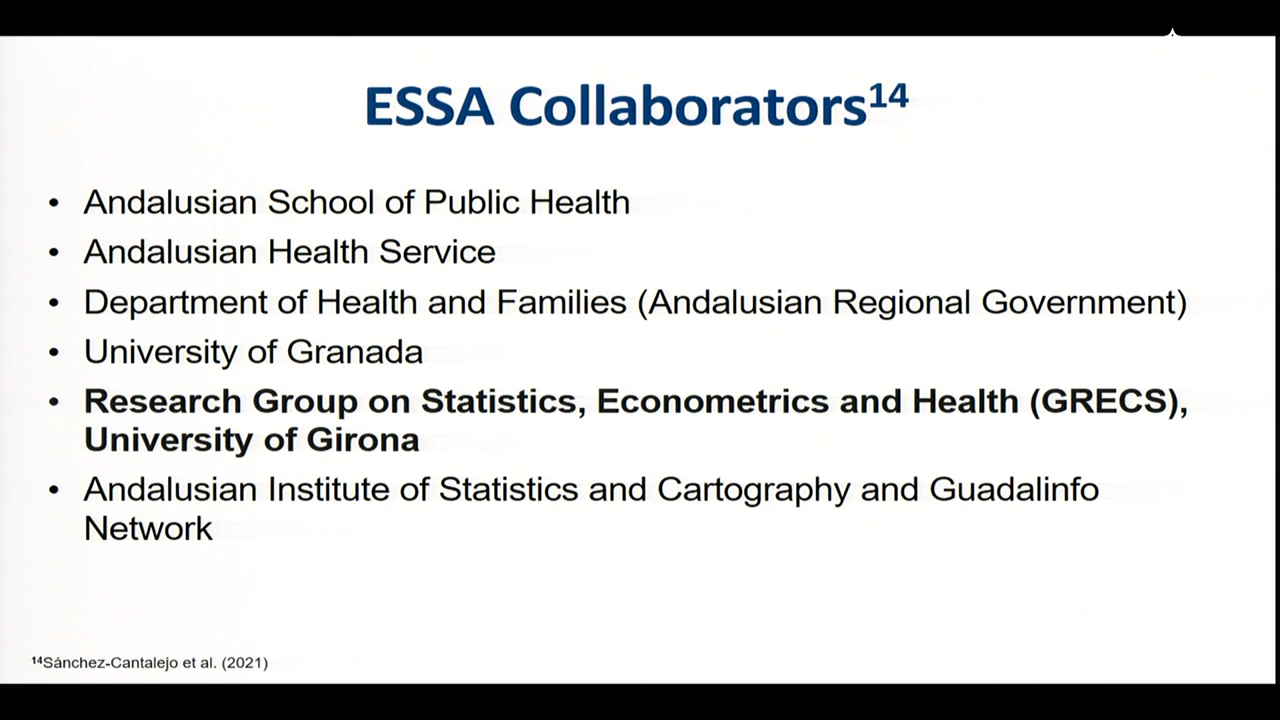 ESSA Collaborators¹⁴
• Andalusian School of Public Health
• Andalusian Health Service
• Department of Health and Families (Andalusian Regional Government)
• University of Granada
• Research Group on Statistics, Econometrics and Health (GRECS),
University of Girona
• Andalusian Institute of Statistics and Cartography and Guadalinfo
Network
¹⁴Sánchez-Cantalejo et al. (2021)